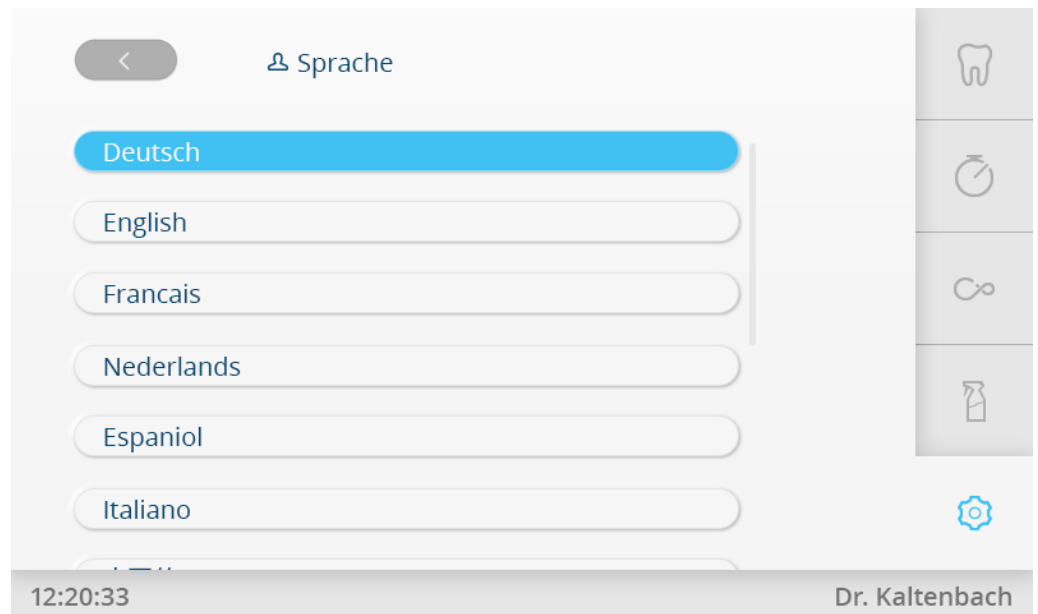 Sprache
Deutsch
English
Francais
Nederlands
Espaniol
Italiano
12:20:33 Dr. Kaltenbach